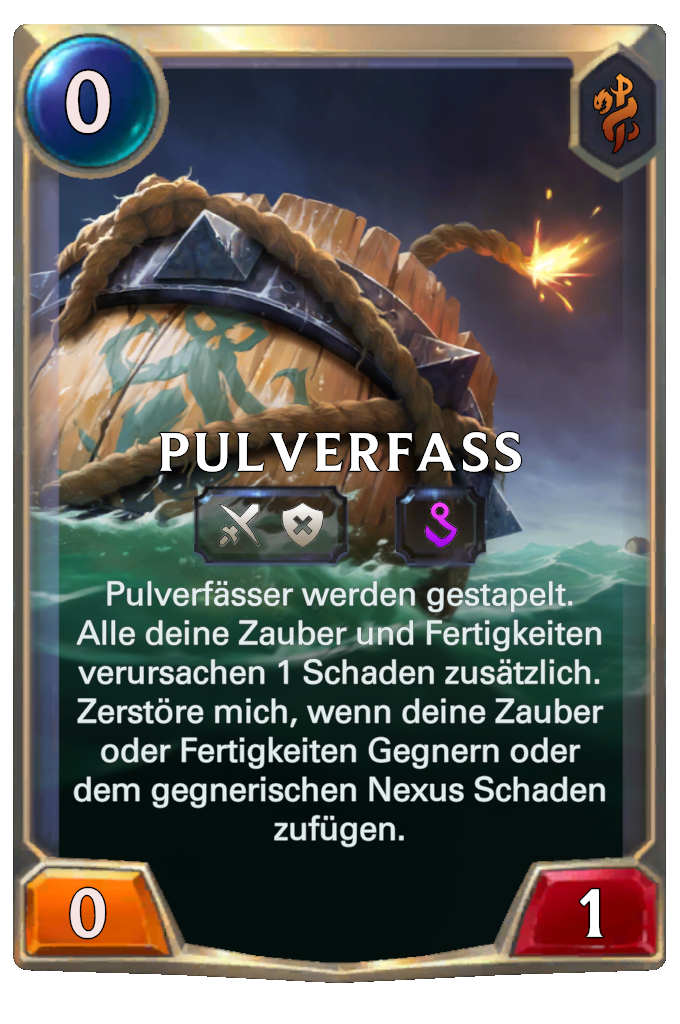 0
PULVERFASS
Pulverfässer werden gestapelt.
Alle deine Zauber und Fertigkeiten
verursachen 1 Schaden zusätzlich.
Zerstöre mich, wenn deine Zauber
oder Fertigkeiten Gegnern oder
dem gegnerischen Nexus Schaden
zufügen.
0
1